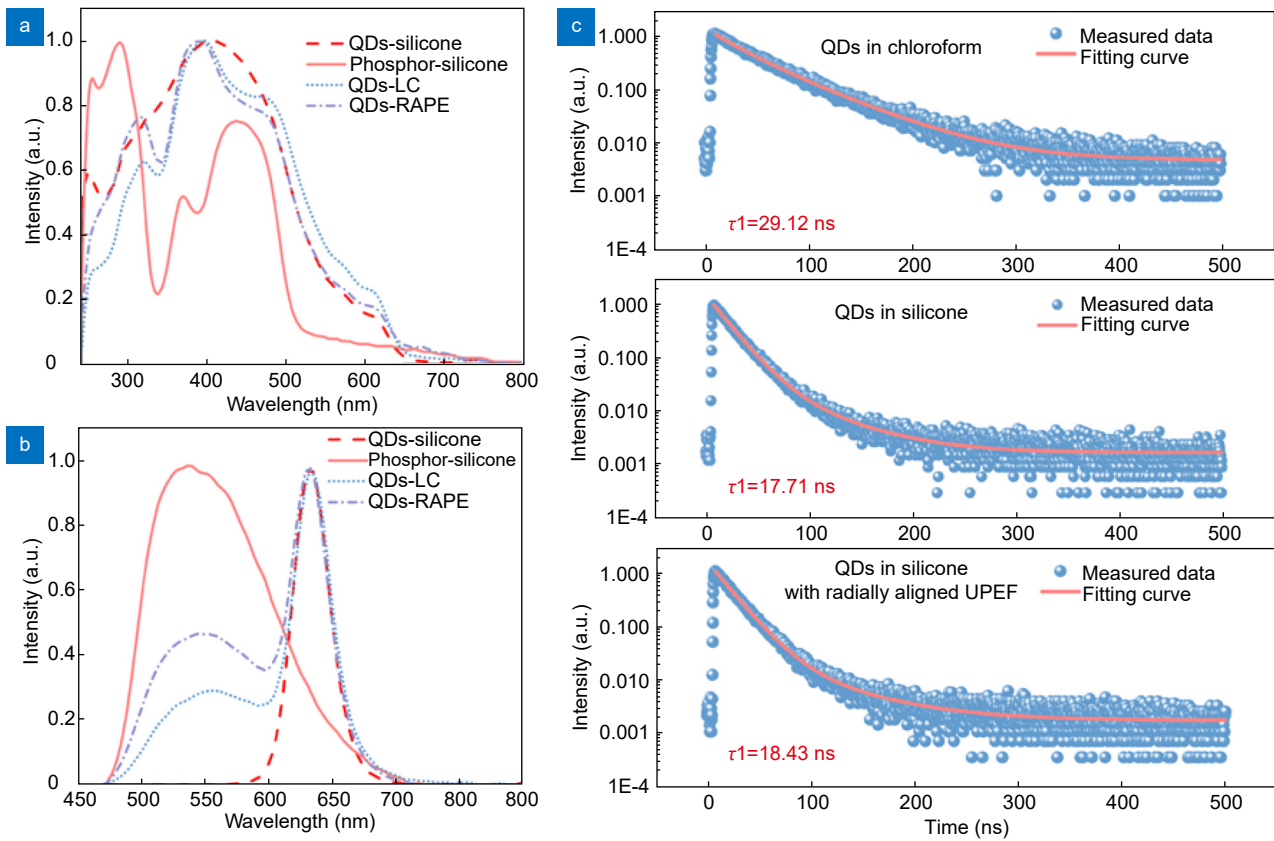 a
1.0
0.8
0.6
0.4
0.2
0
Intensity (a.u.)
QDs-silicone
Phosphor-silicone
QDs-LC
QDs-RAPE
300 400 500 600 700 800
Wavelength (nm)
b
1.0
0.8
0.6
0.4
0.2
0
Intensity (a.u.)
QDs-silicone
Phosphor-silicone
QDs-LC
QDs-RAPE
450 500 550 600 650 700 800 800
Wavelength (nm)
c
1.000
0.100
0.010
0.001
1E-4
Intensity (a.u.)
QDs in chloroform
Measured data
Fitting curve
τ1=29.12 ns
0 100 200 300 400 500
1.000
0.100
0.010
0.001
1E-4
Intensity (a.u.)
QDs in silicone
Measured data
Fitting curve
τ1=17.71 ns
0 100 200 300 400 500
1.000
0.100
0.010
0.001
1E-4
Intensity (a.u.)
QDs in silicone
with radially aligned UPEF
Measured data
Fitting curve
τ1=18.43 ns
0 100 200 300 400 500
Time (ns)